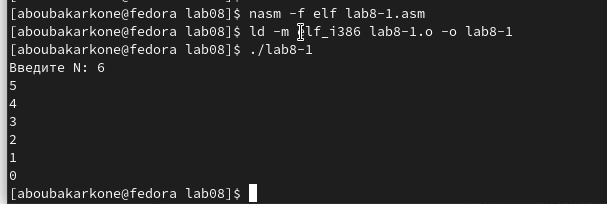 [aboubakarkone@fedora lab08]$ nasm -f elf lab8-1.asm
[aboubakarkone@fedora lab08]$ ld -m elf_i386 lab8-1.o -o lab8-1
[aboubakarkone@fedora lab08]$ ./lab8-1
Введите N: 6
5
4
3
2
1
0
[aboubakarkone@fedora lab08]$